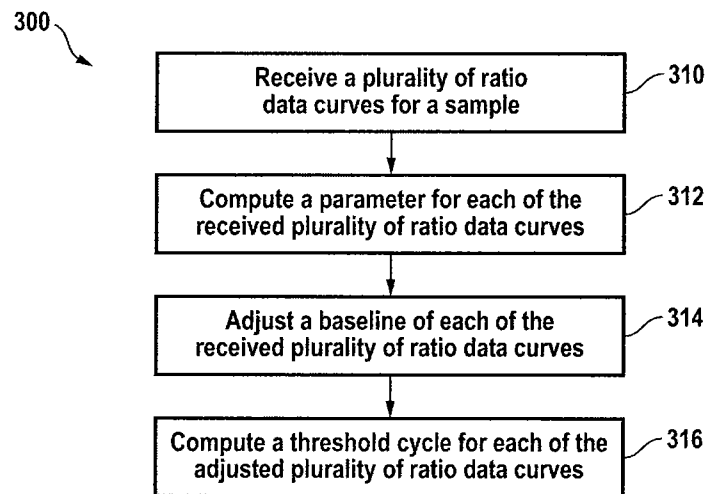 300
Receive a plurality of ratio
data curves for a sample
310
Compute a parameter for each of the
received plurality of ratio data curves
312
Adjust a baseline of each of the
received plurality of ratio data curves
314
Compute a threshold cycle for each of the
adjusted plurality of ratio data curves
316